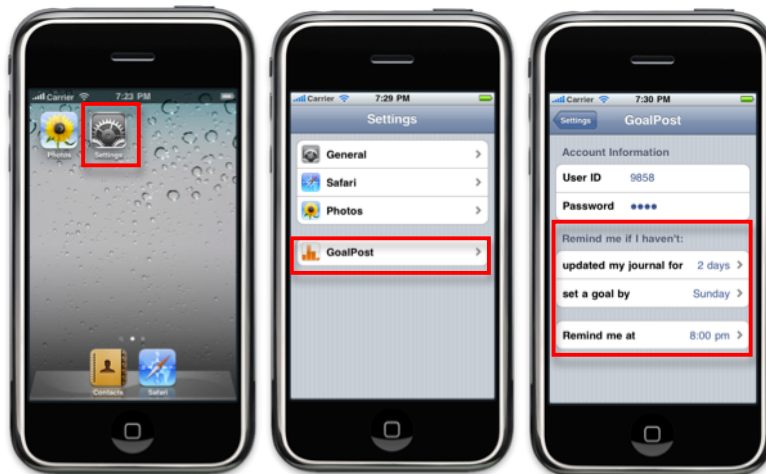 Carrier 7:23 PM
Photos Settings
Contacts Safari
Carrier 7:29 PM
Settings
General
Safari
Photos
GoalPost
Carrier 7:30 PM
Settings GoalPost
Account Information
User ID 9858
Password ••••
Remind me if I haven't:
updated my journal for 2 days
set a goal by Sunday
Remind me at 8:00 pm